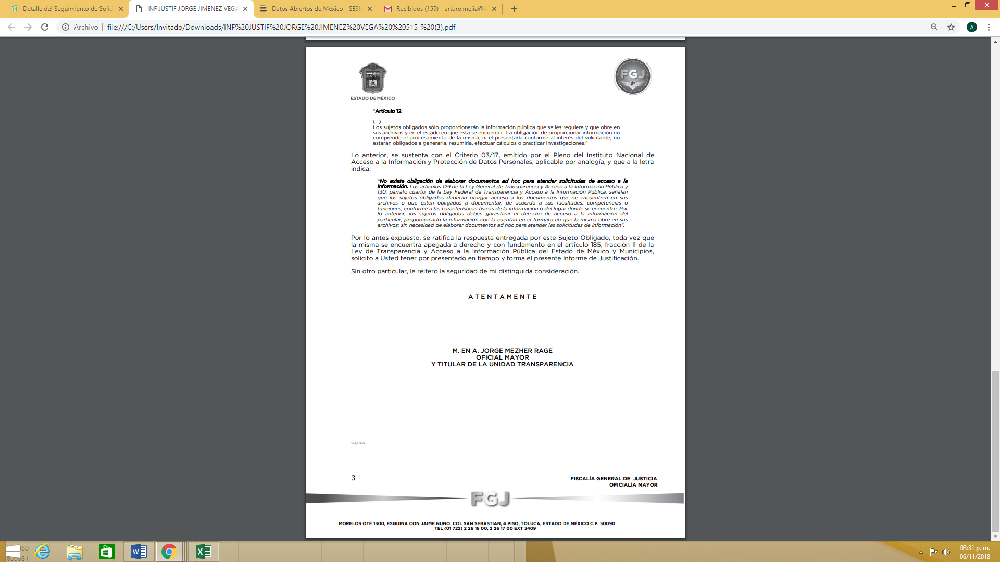 Detalle del Seguimiento de Solici
INF JUSTIF JORGE JIMENEZ VEGA
Datos Abiertos de México - SESN
Recibidos (159) - arturo.mejia@it
Archivo
file:///C:/Users/Invitado/Downloads/INF%20JUSTIF%20JORGE%20JIMENEZ%20VEGA%20%20515-%20(3).pdf
A
ESTADO DE MÉXICO
FGJ
"Artículo 12.
(...)
Los sujetos obligados sólo proporcionarán la información pública que se les requiera y que obre en
sus archivos y en el estado en que ésta se encuentre. La obligación de proporcionar información no
comprende el procesamiento de la misma, ni el presentarla conforme al interés del solicitante; no
estarán obligados a generarla, resumirla, efectuar cálculos o practicar investigaciones."
Lo anterior, se sustenta con el Criterio 03/17, emitido por el Pleno del Instituto Nacional de
Acceso a la Información y Protección de Datos Personales, aplicable por analogía, y que a la letra
indica:
"No existe obligación de elaborar documentos ad hoc para atender solicitudes de acceso a la
información. Los artículos 129 de la Ley General de Transparencia y Acceso a la Información Pública y
130, párrafo cuarto, de la Ley Federal de Transparencia y Acceso a la Información Pública, señalan
que los sujetos obligados deberán otorgar acceso a los documentos que se encuentren en sus
archivos o que estén obligados a documentar, de acuerdo a sus facultades, competencias o
funciones, conforme a las características físicas de la información o del lugar donde se encuentre. Por
lo anterior, los sujetos obligados deben garantizar el derecho de acceso a la información del
particular, proporcionado la información con la cuentan en el formato en que la misma obre en sus
archivos; sin necesidad de elaborar documentos ad hoc para atender las solicitudes de información".
Por lo antes expuesto, se ratifica la respuesta entregada por este Sujeto Obligado, toda vez que
la misma se encuentra apegada a derecho y con fundamento en el artículo 185, fracción II de la
Ley de Transparencia y Acceso a la Información Pública del Estado de México y Municipios,
solicito a Usted tener por presentado en tiempo y forma el presente Informe de Justificación.
Sin otro particular, le reitero la seguridad de mi distinguida consideración.
A T E N T A M E N T E
M. EN A. JORGE MEZHER RAGE
OFICIAL MAYOR
Y TITULAR DE LA UNIDAD TRANSPARENCIA
YLG/LGCG.
3
FISCALÍA GENERAL DE JUSTICIA
OFICIALÍA MAYOR
FGJ
MORELOS OTE 1300, ESQUINA CON JAIME NUNO. COL SAN SEBASTIAN, 4 PISO, TOLUCA, ESTADO DE MÉXICO C.P. 50090
TEL (01 722) 2 26 16 00, 2 26 17 00 EXT 3409
03:31 p. m.
06/11/2018